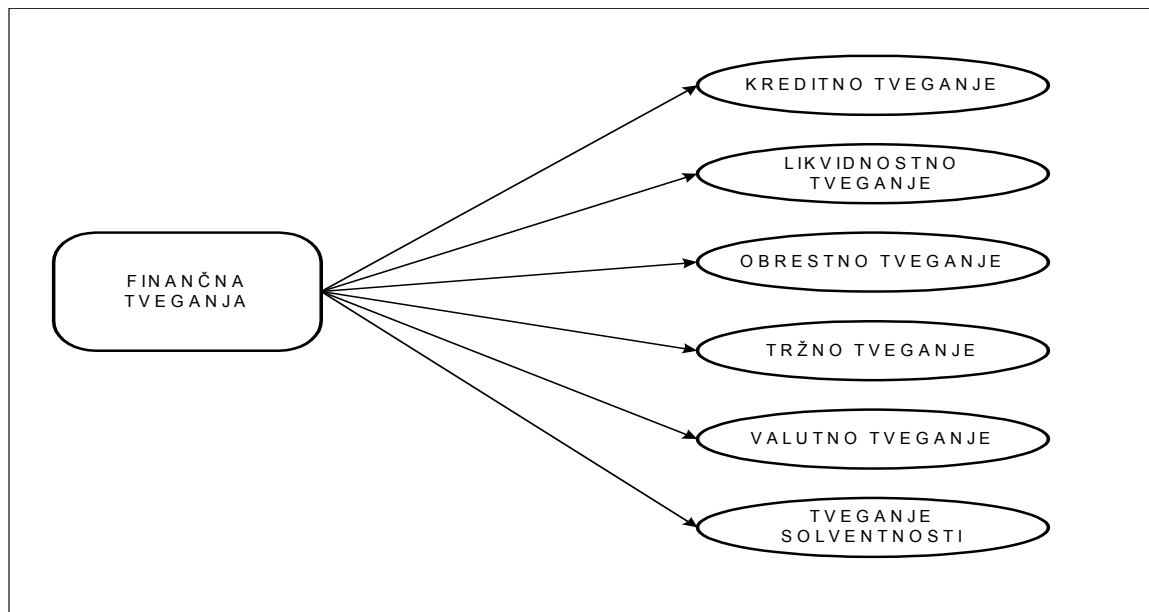 FINANČNA
TVEGANJA
KREDITNO TVEGANJE
LIKVIDNOSTNO
TVEGANJE
OBRESTNO TVEGANJE
TRŽNO TVEGANJE
VALUTNO TVEGANJE
TVEGANJE
SOLVENTNOSTI